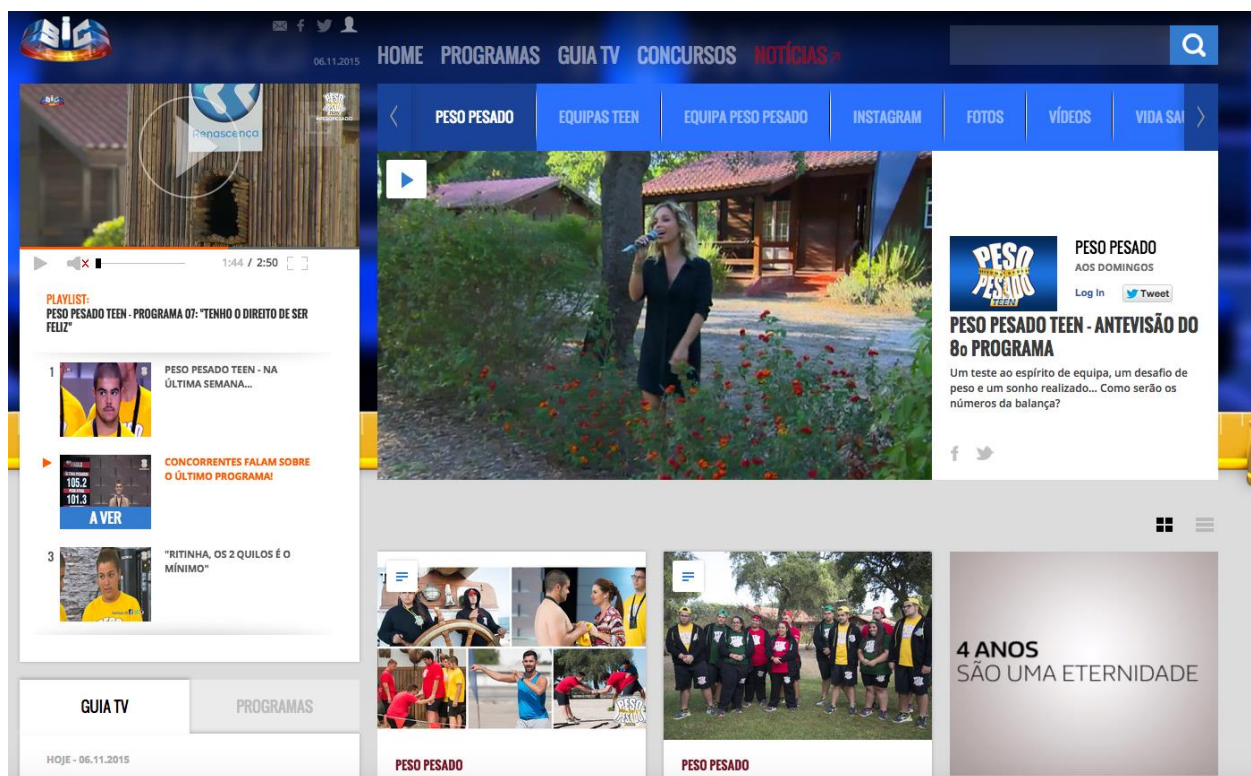 SIC
06.11.2015
HOME PROGRAMAS GUIA TV CONCURSOS NOTÍCIAS
Renascença
1:44 / 2:50
PLAYLIST:
PESO PESADO TEEN - PROGRAMA 07: "TENHO O DIREITO DE SER
FELIZ"
1
PESO PESADO TEEN - NA
ÚLTIMA SEMANA...
CONCORRENTES FALAM SOBRE
O ÚLTIMO PROGRAMA!
105.2
101.3
A VER
3
"RITINHA, OS 2 QUILOS É O
MÍNIMO"
GUIA TV
PROGRAMAS
HOJE - 06.11.2015
PESO PESADO
EQUIPAS TEEN
EQUIPA PESO PESADO
INSTAGRAM
FOTOS
VÍDEOS
VIDA SAU
PESO
PESADO
TEEN
PESO PESADO
AOS DOMINGOS
Log In
Tweet
PESO PESADO TEEN - ANTEVISÃO DO
8º PROGRAMA
Um teste ao espírito de equipa, um desafio de
peso e um sonho realizado... Como serão os
números da balança?
PESO
PESADO
PESO PESADO
PESO PESADO
4 ANOS
SÃO UMA ETERNIDADE